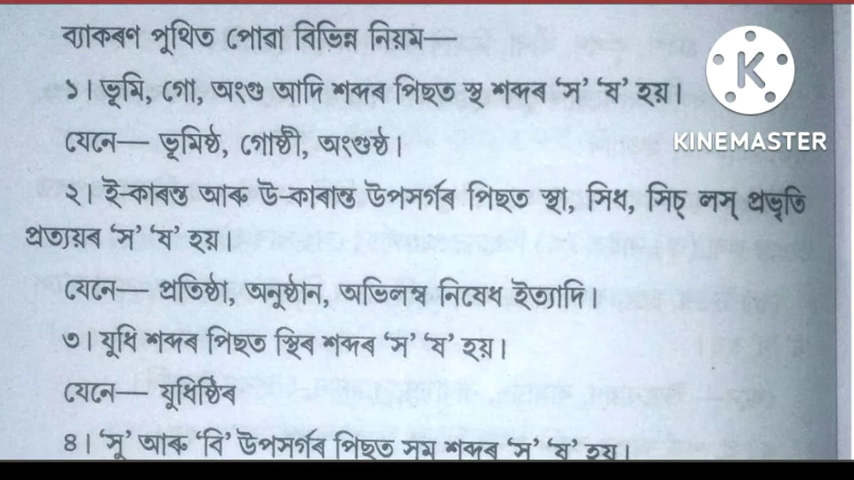 ব্যাকৰণ পুথিত পোৱা বিভিন্ন নিয়ম—
১। ভূমি, গো, অংগু আদি শব্দৰ পিছত স্থ শব্দৰ ‘স’ ‘ষ’ হয়।
যেনে— ভূমিষ্ঠ, গোষ্ঠী, অংগুষ্ঠ।
২। ই-কাৰন্ত আৰু উ-কাৰান্ত উপসৰ্গৰ পিছত স্থা, সিধ, সিচ্ লস্ প্ৰভৃতি
প্ৰত্যয়ৰ ‘স’ ‘ষ’ হয়।
যেনে— প্ৰতিষ্ঠা, অনুষ্ঠান, অভিলাষ নিষেধ ইত্যাদি।
৩। যুধি শব্দৰ পিছত স্থিৰ শব্দৰ ‘স’ ‘ষ’ হয়।
যেনে— যুধিষ্ঠিৰ
৪। ‘সু’ আৰু ‘বি’ উপসৰ্গৰ পিছত সম শব্দৰ ‘স’ ‘ষ’ হয়।
KINEMASTER